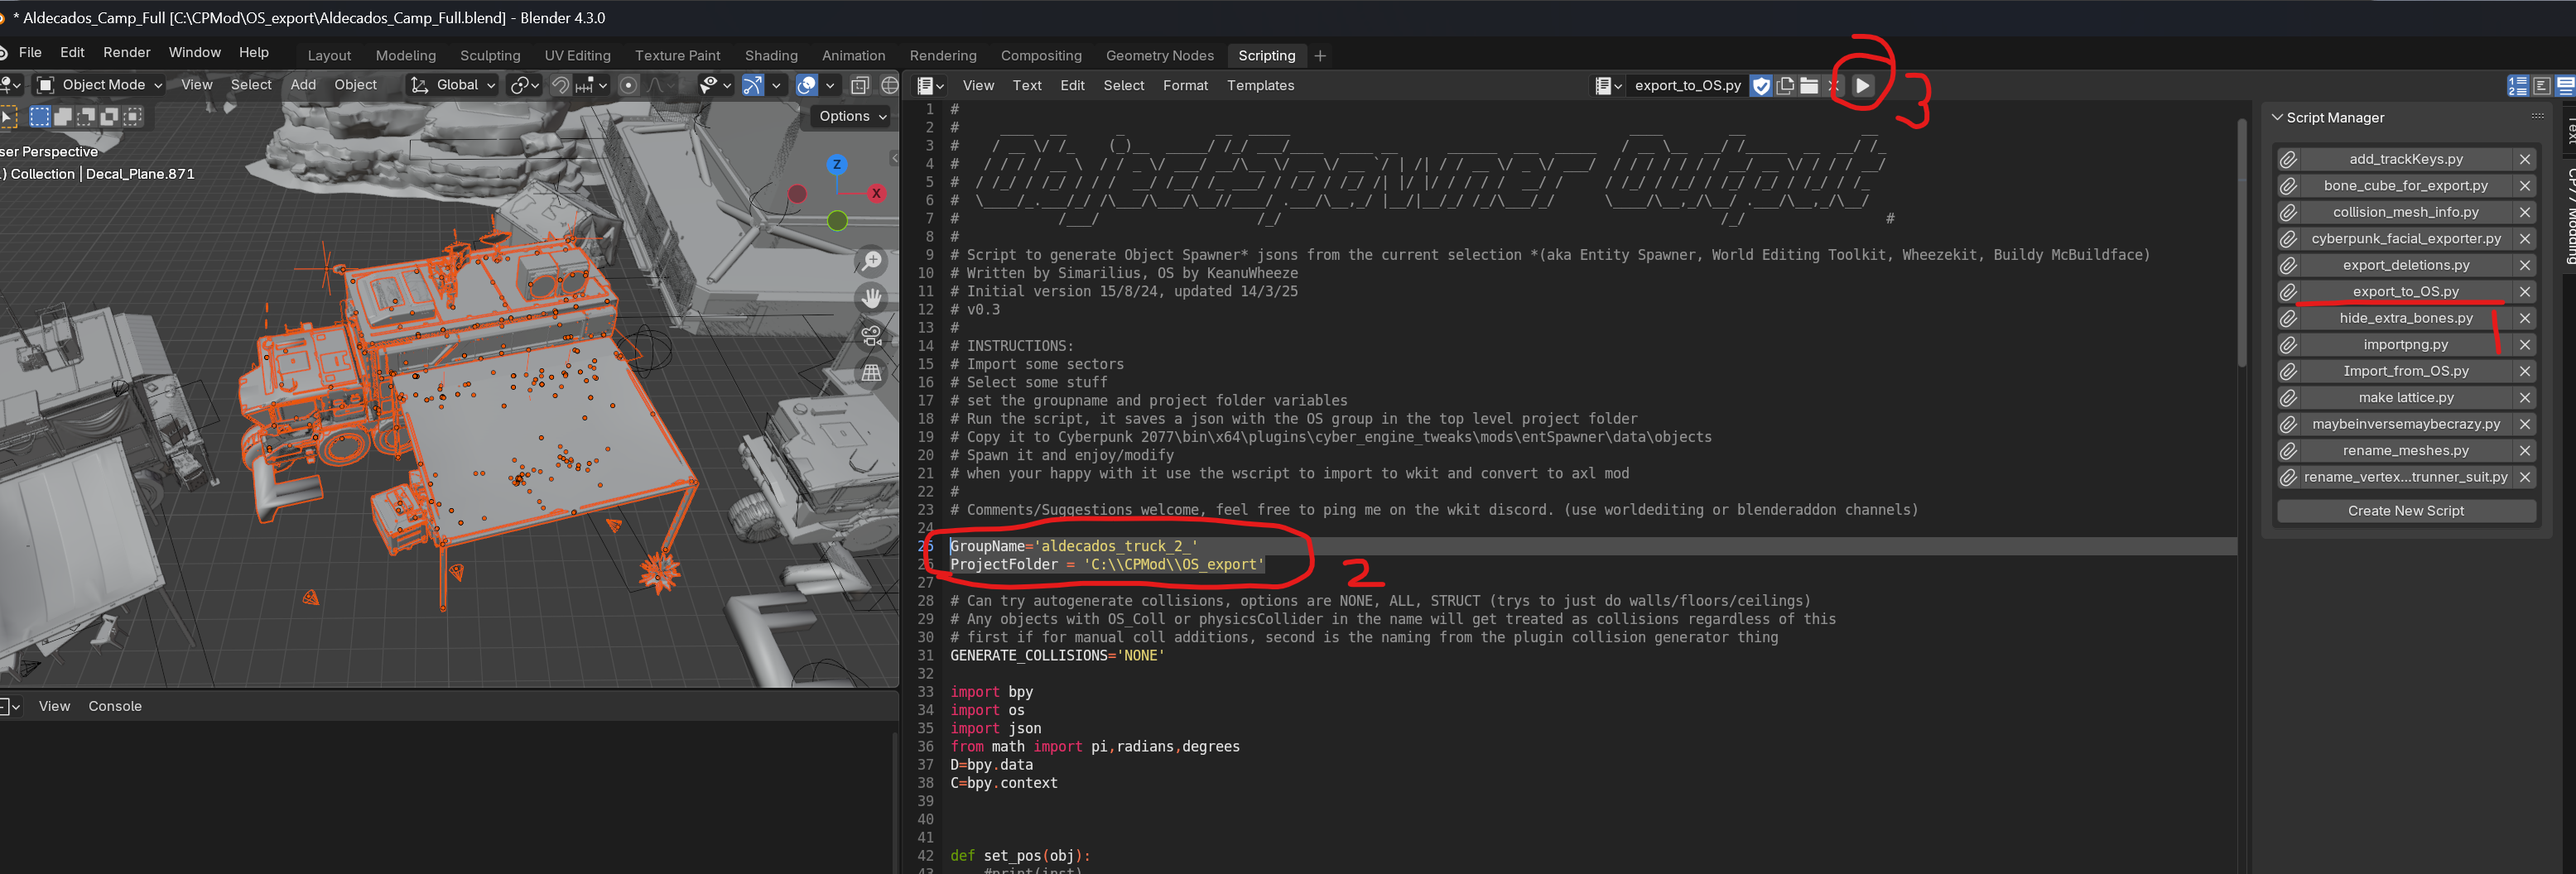 * Aldecados_Camp_Full [C:\CPMod\OS_export\Aldecados_Camp_Full.blend] - Blender 4.3.0
File Edit Render Window Help
Layout Modeling Sculpting UV Editing Texture Paint Shading Animation Rendering Compositing Geometry Nodes Scripting +
Object Mode View Select Add Object Global
Options
ser Perspective
) Collection | Decal_Plane.871
Z
X
View Console
View Text Edit Select Format Templates
export_to_OS.py
3
1 #
2 #
3 #
4 #
5 #
6 #
7 # #
8 #
9 # Script to generate Object Spawner* jsons from the current selection *(aka Entity Spawner, World Editing Toolkit, Wheezekit, Buildy McBuildface)
10 # Written by Simarilius, OS by KeanuWheeze
11 # Initial version 15/8/24, updated 14/3/25
12 # v0.3
13 #
14 # INSTRUCTIONS:
15 # Import some sectors
16 # Select some stuff
17 # set the groupname and project folder variables
18 # Run the script, it saves a json with the OS group in the top level project folder
19 # Copy it to Cyberpunk 2077\bin\x64\plugins\cyber_engine_tweaks\mods\entSpawner\data\objects
20 # Spawn it and enjoy/modify
21 # when your happy with it use the wscript to import to wkit and convert to axl mod
22 #
23 # Comments/Suggestions welcome, feel free to ping me on the wkit discord. (use worldediting or blenderaddon channels)
24
25 GroupName='aldecados_truck_2_'
26 ProjectFolder = 'C:\\CPMod\\OS_export'
2
27
28 # Can try autogenerate collisions, options are NONE, ALL, STRUCT (trys to just do walls/floors/ceilings)
29 # Any objects with OS_Coll or physicsCollider in the name will get treated as collisions regardless of this
30 # first if for manual coll additions, second is the naming from the plugin collision generator thing
31 GENERATE_COLLISIONS='NONE'
32
33 import bpy
34 import os
35 import json
36 from math import pi,radians,degrees
37 D=bpy.data
38 C=bpy.context
39
40
41
42 def set_pos(obj):
43 #print(inst)
Script Manager
add_trackKeys.py
bone_cube_for_export.py
collision_mesh_info.py
cyberpunk_facial_exporter.py
export_deletions.py
export_to_OS.py
1
hide_extra_bones.py
importpng.py
Import_from_OS.py
make lattice.py
maybeinversemaybecrazy.py
rename_meshes.py
rename_vertex...trunner_suit.py
Create New Script
Text
CP77 Modding